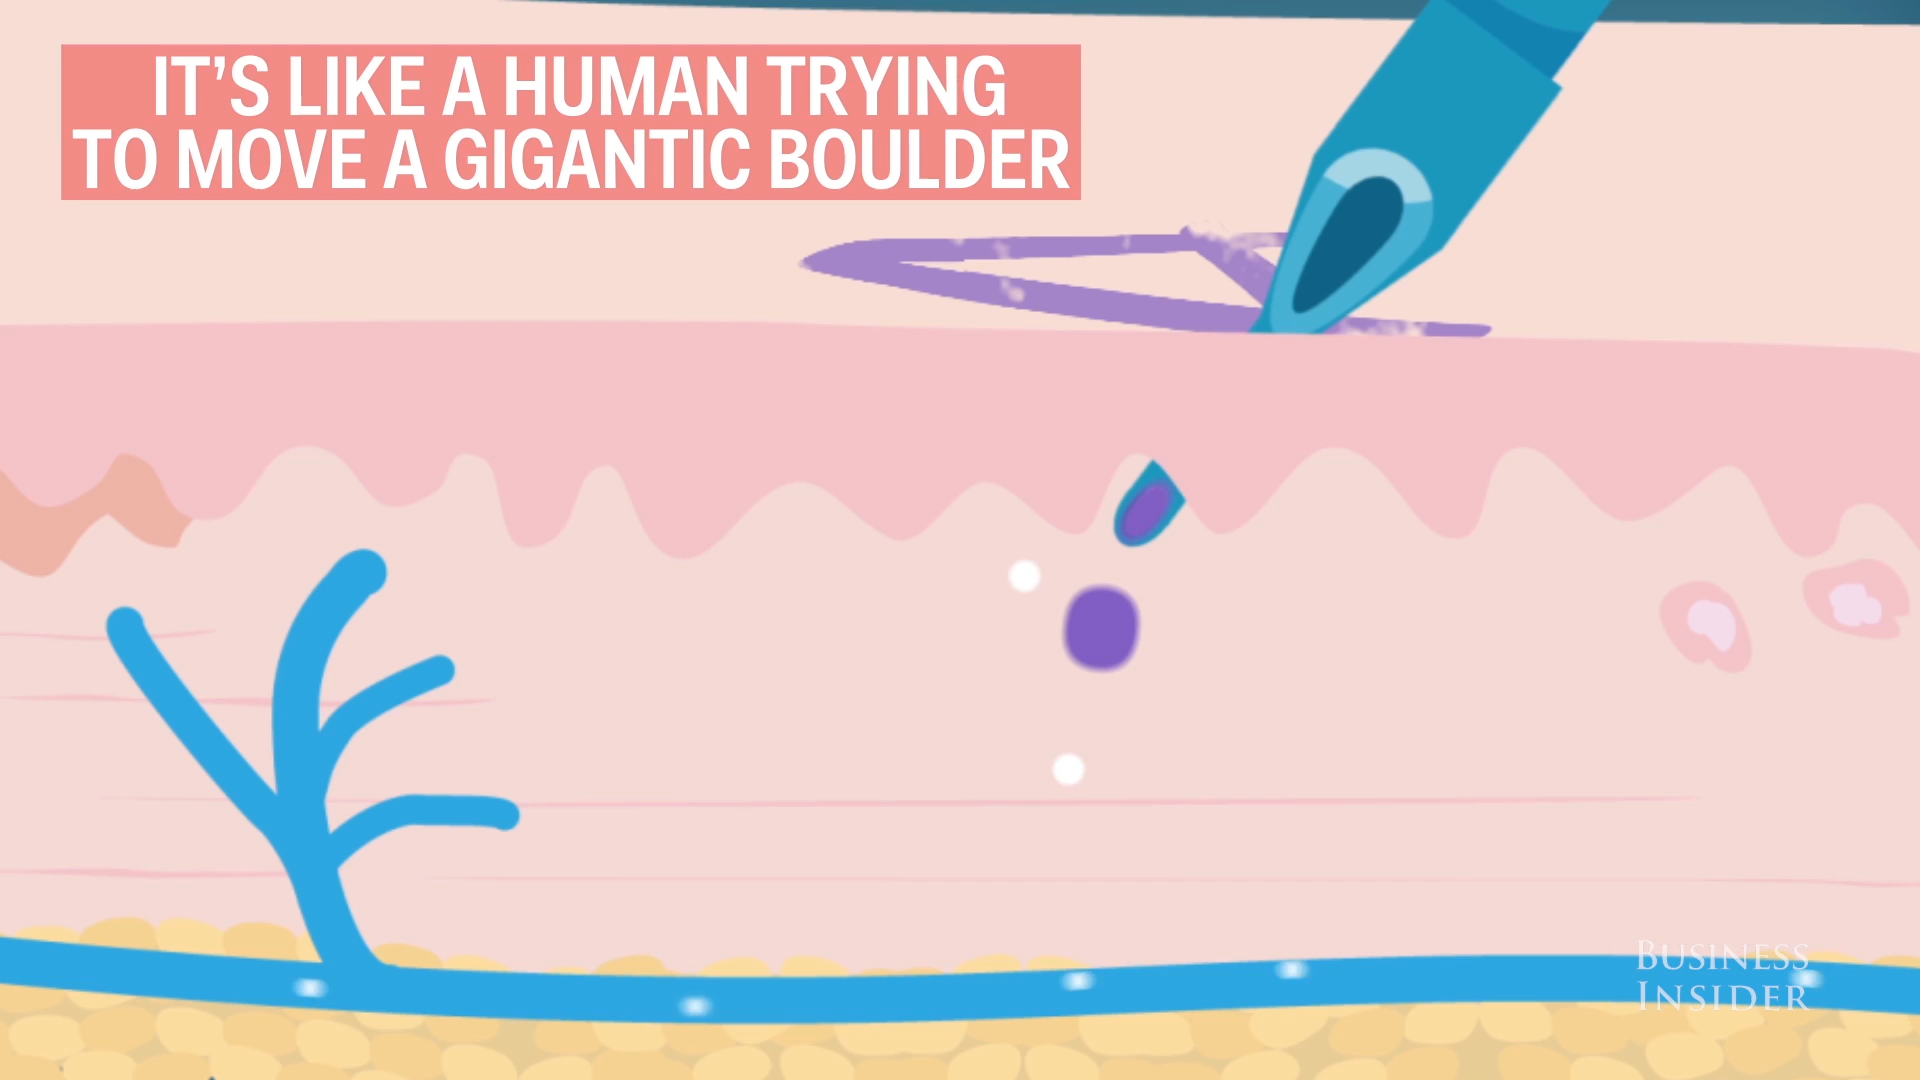 IT'S LIKE A HUMAN TRYING
TO MOVE A GIGANTIC BOULDER
BUSINESS
INSIDER